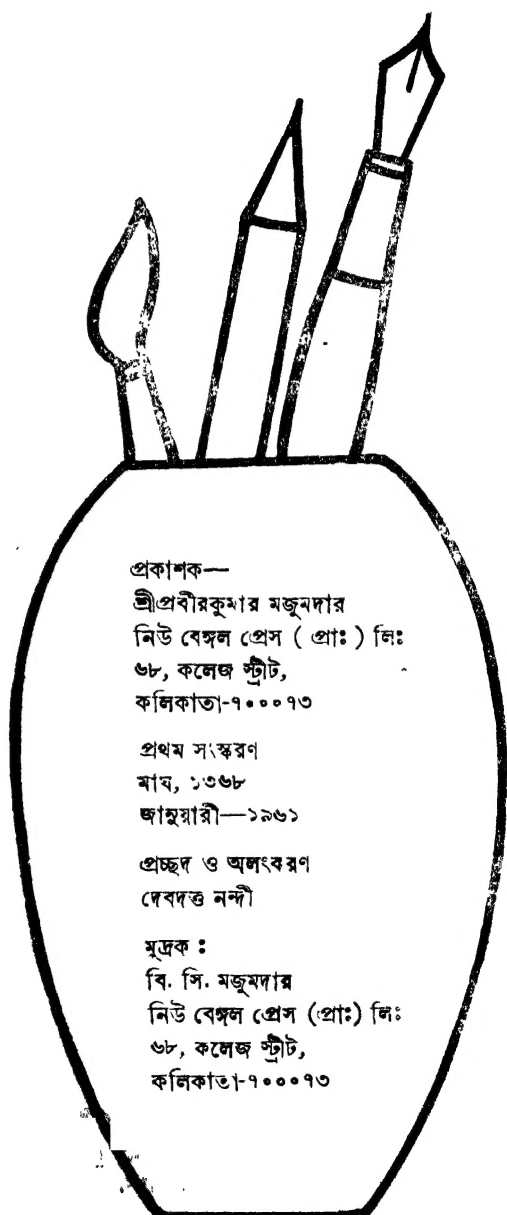 প্রকাশক—
শ্রীপ্রবীরকুমার মজুমদার
নিউ বেঙ্গল প্রেস ( প্রাঃ ) লিঃ
৬৮, কলেজ স্ট্রীট,
কলিকাতা-৭০০০৭৩
প্রথম সংস্করণ
মাঘ, ১৩৬৮
জানুয়ারী—১৯৬১
প্রচ্ছদ ও অলংকরণ
দেবদত্ত নন্দী
মুদ্রক :
বি. সি. মজুমদার
নিউ বেঙ্গল প্রেস (প্রাঃ) লিঃ
৬৮, কলেজ স্ট্রীট,
কলিকাতা-৭০০০৭৩